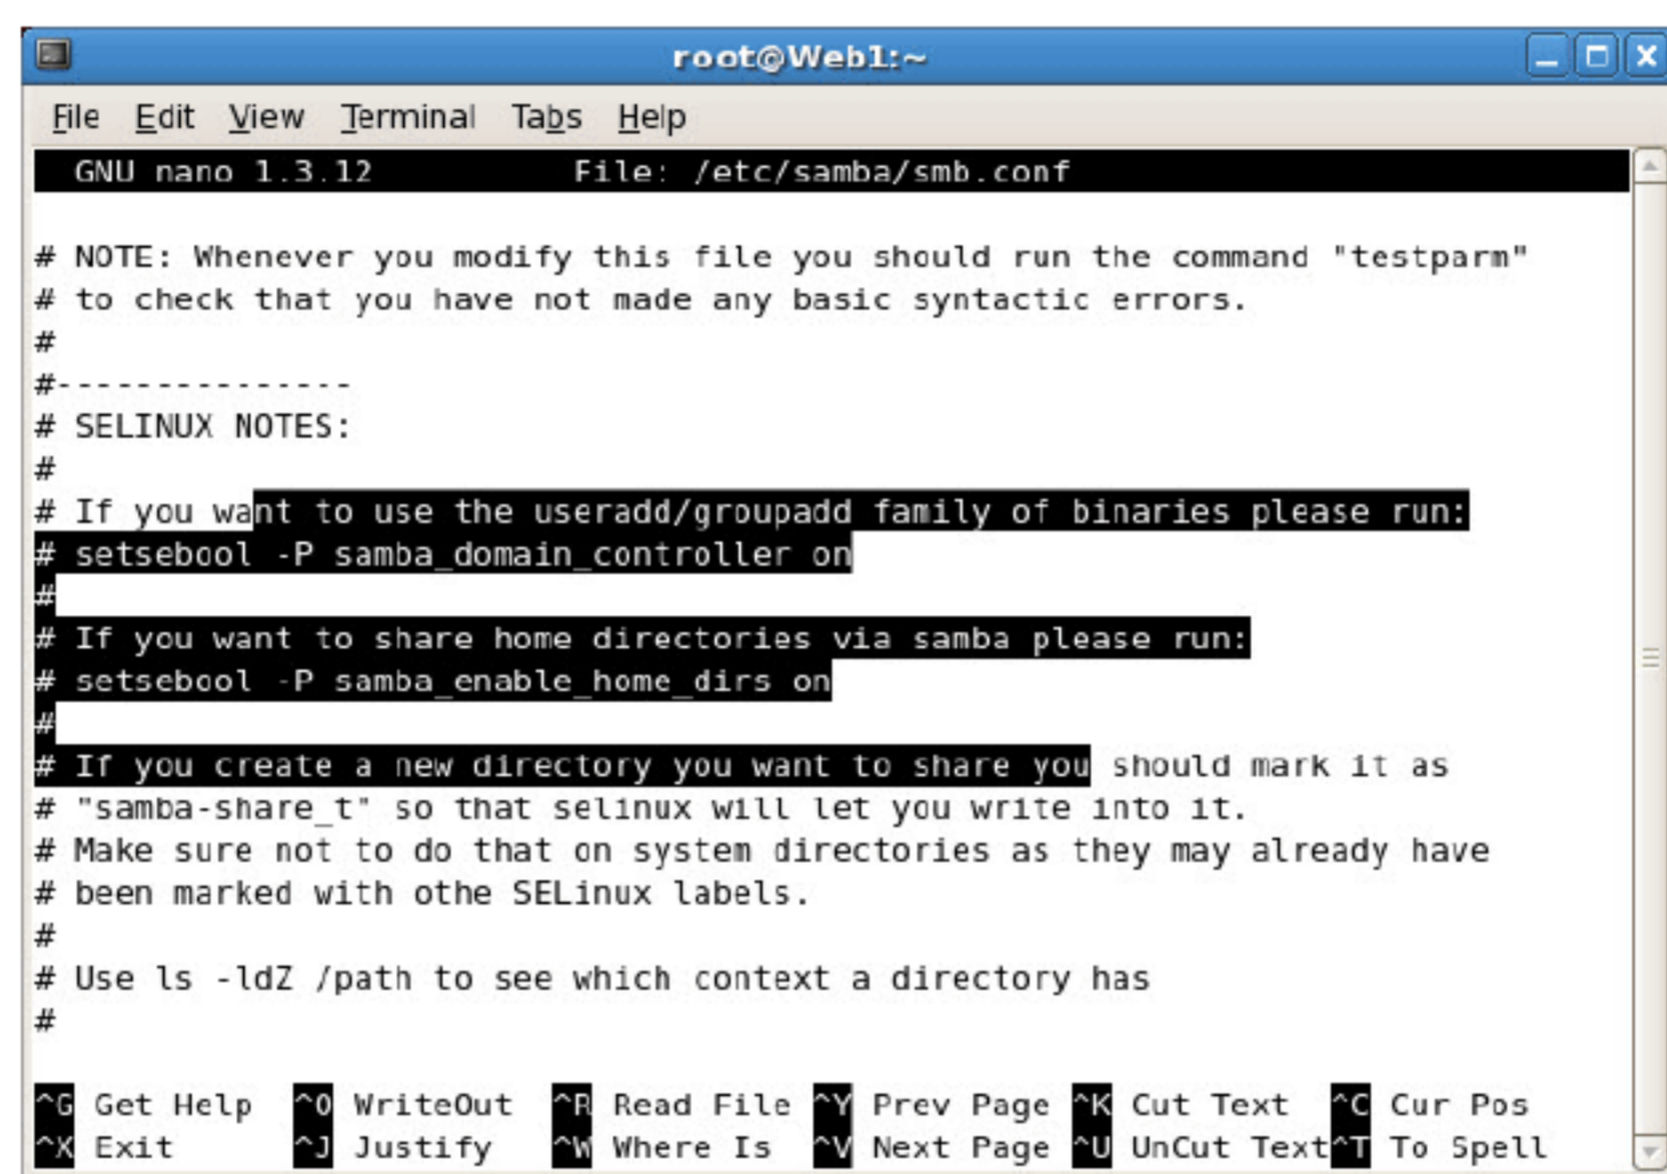 root@Web1:~
File Edit View Terminal Tabs Help
GNU nano 1.3.12 File: /etc/samba/smb.conf
# NOTE: Whenever you modify this file you should run the command "testparm"
# to check that you have not made any basic syntactic errors.
#
#---------------
# SELINUX NOTES:
#
# If you want to use the useradd/groupadd family of binaries please run:
# setsebool -P samba_domain_controller on
#
# If you want to share home directories via samba please run:
# setsebool -P samba_enable_home_dirs on
#
# If you create a new directory you want to share you should mark it as
# "samba-share_t" so that selinux will let you write into it.
# Make sure not to do that on system directories as they may already have
# been marked with othe SELinux labels.
#
# Use ls -ldZ /path to see which context a directory has
#
^G Get Help ^O WriteOut ^R Read File ^Y Prev Page ^K Cut Text ^C Cur Pos
^X Exit ^J Justify ^W Where Is ^V Next Page ^U UnCut Text ^T To Spell